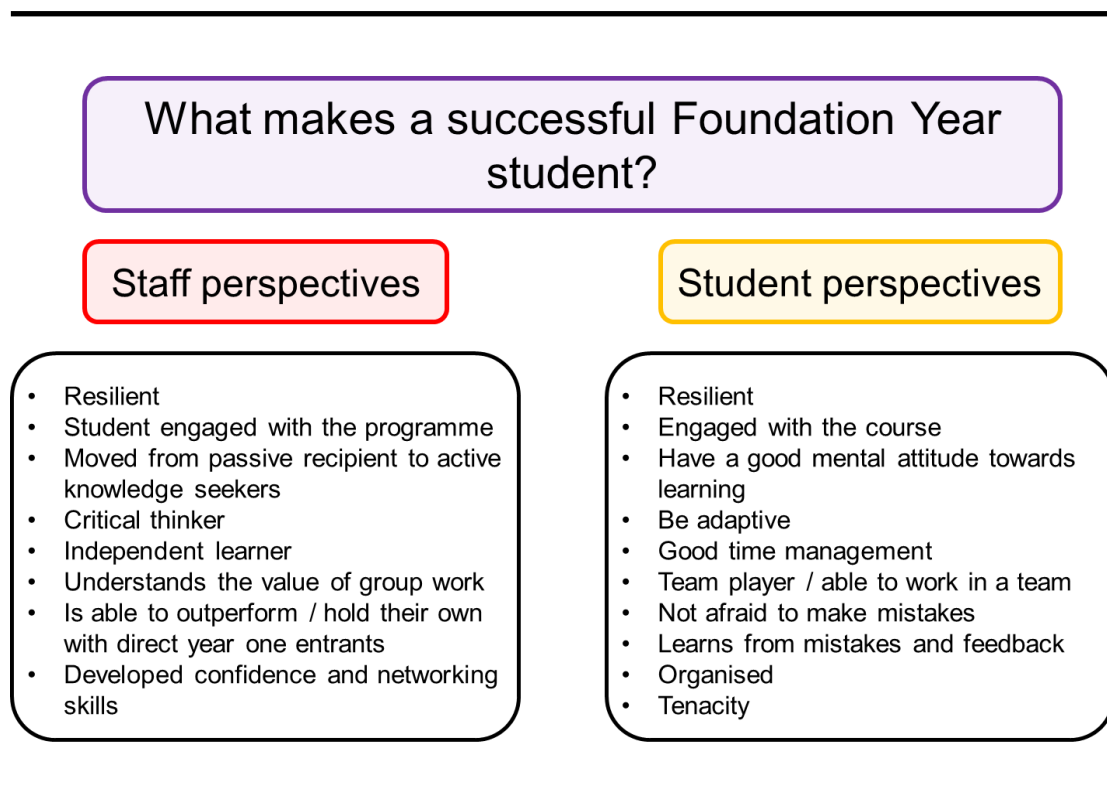 What makes a successful Foundation Year
student?
Staff perspectives
Student perspectives
• Resilient
• Student engaged with the programme
• Moved from passive recipient to active
knowledge seekers
• Critical thinker
• Independent learner
• Understands the value of group work
• Is able to outperform / hold their own
with direct year one entrants
• Developed confidence and networking
skills
• Resilient
• Engaged with the course
• Have a good mental attitude towards
learning
• Be adaptive
• Good time management
• Team player / able to work in a team
• Not afraid to make mistakes
• Learns from mistakes and feedback
• Organised
• Tenacity